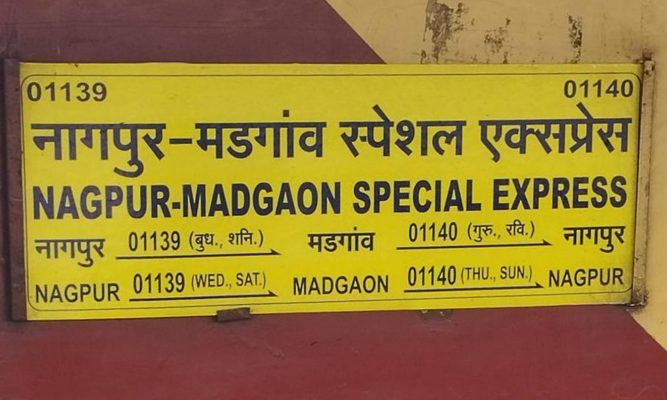 01139 01140
नागपुर-मडगांव स्पेशल एक्सप्रेस
NAGPUR-MADGAON SPECIAL EXPRESS
नागपुर 01139 (बुध., शनि.) मडगांव 01140 (गुरु., रवि.) नागपुर
NAGPUR 01139 (WED., SAT.) MADGAON 01140 (THU., SUN.) NAGPUR